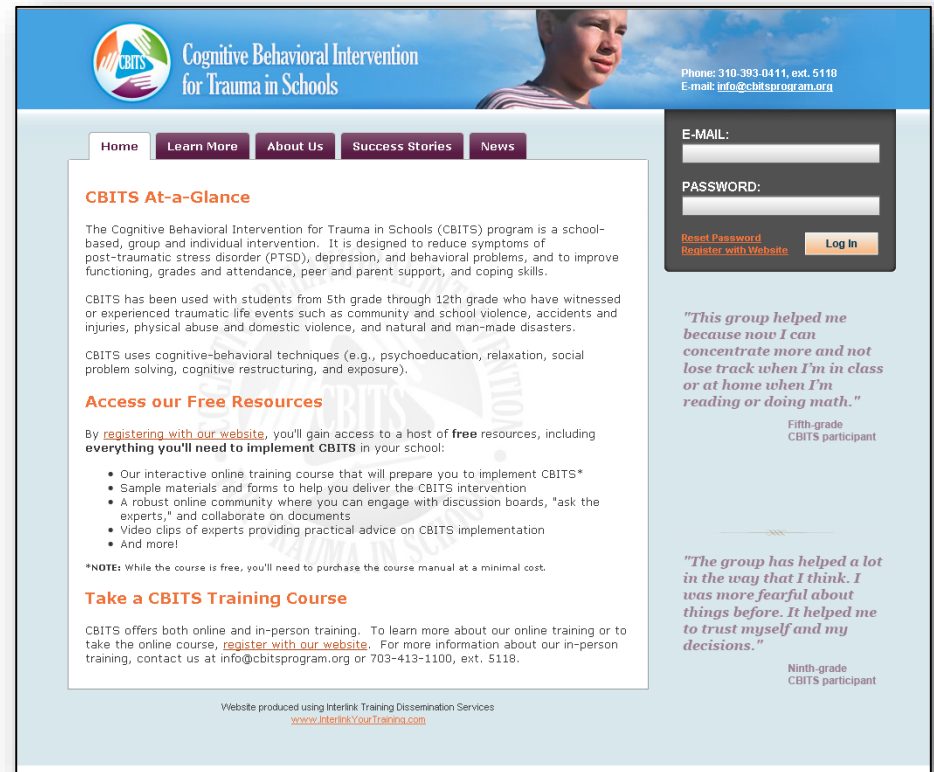 CBITS
Cognitive Behavioral Intervention
for Trauma in Schools
Phone: 310-393-0411, ext. 5118
E-mail: info@cbitsprogram.org
Home
Learn More
About Us
Success Stories
News
E-MAIL:
PASSWORD:
Reset Password
Register with Website
Log In
CBITS At-a-Glance
The Cognitive Behavioral Intervention for Trauma in Schools (CBITS) program is a school-
based, group and individual intervention. It is designed to reduce symptoms of
post-traumatic stress disorder (PTSD), depression, and behavioral problems, and to improve
functioning, grades and attendance, peer and parent support, and coping skills.
CBITS has been used with students from 5th grade through 12th grade who have witnessed
or experienced traumatic life events such as community and school violence, accidents and
injuries, physical abuse and domestic violence, and natural and man-made disasters.
CBITS uses cognitive-behavioral techniques (e.g., psychoeducation, relaxation, social
problem solving, cognitive restructuring, and exposure).
Access our Free Resources
By registering with our website, you'll gain access to a host of free resources, including
everything you'll need to implement CBITS in your school:
• Our interactive online training course that will prepare you to implement CBITS*
• Sample materials and forms to help you deliver the CBITS intervention
• A robust online community where you can engage with discussion boards, "ask the
experts," and collaborate on documents
• Video clips of experts providing practical advice on CBITS implementation
• And more!
*NOTE: While the course is free, you'll need to purchase the course manual at a minimal cost.
Take a CBITS Training Course
CBITS offers both online and in-person training. To learn more about our online training or to
take the online course, register with our website. For more information about our in-person
training, contact us at info@cbitsprogram.org or 703-413-1100, ext. 5118.
COGNITIVE BEHAVIORAL INTERVENTION
CBITS
TRAUMA IN SCHOOLS
"This group helped me
because now I can
concentrate more and not
lose track when I'm in class
or at home when I'm
reading or doing math."
Fifth-grade
CBITS participant
"The group has helped a lot
in the way that I think. I
was more fearful about
things before. It helped me
to trust myself and my
decisions."
Ninth-grade
CBITS participant
Website produced using Interlink Training Dissemination Services
www.InterlinkYourTraining.com